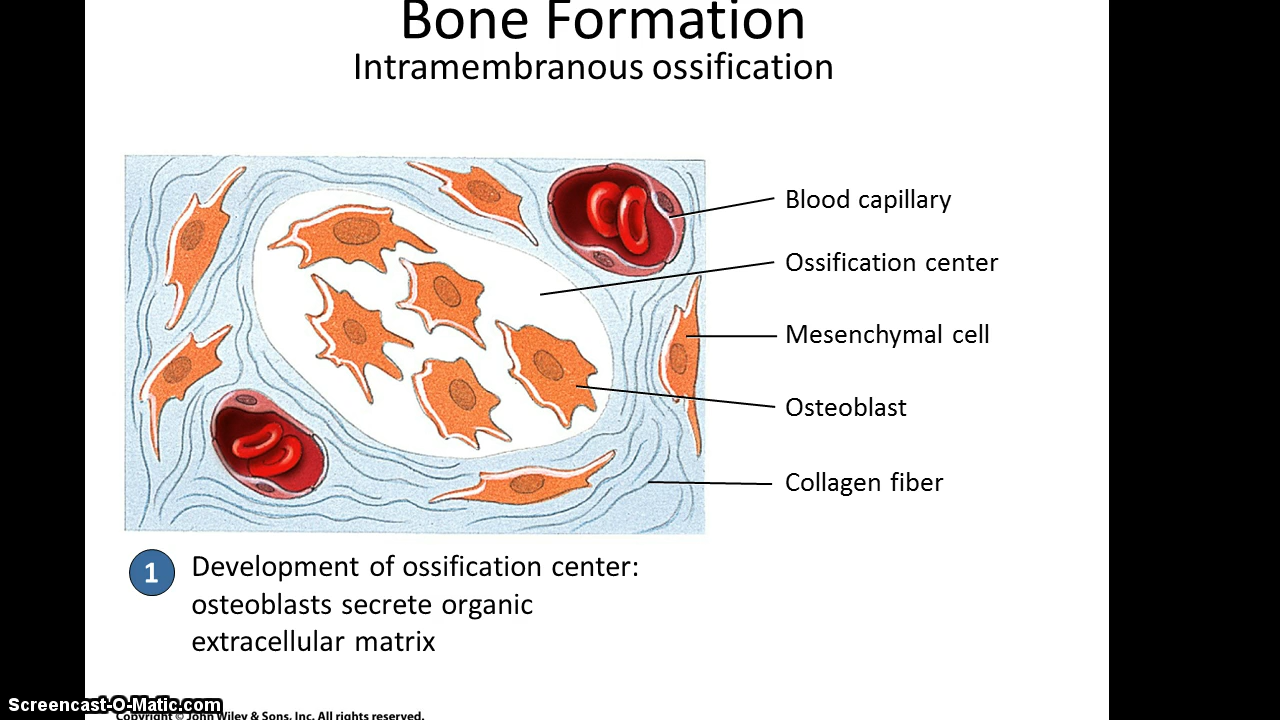 Bone Formation
Intramembranous ossification
Blood capillary
Ossification center
Mesenchymal cell
Osteoblast
Collagen fiber
1
Development of ossification center:
osteoblasts secrete organic
extracellular matrix
Screencast-O-Matic.com
Copyright © John Wiley & Sons, Inc. All rights reserved.